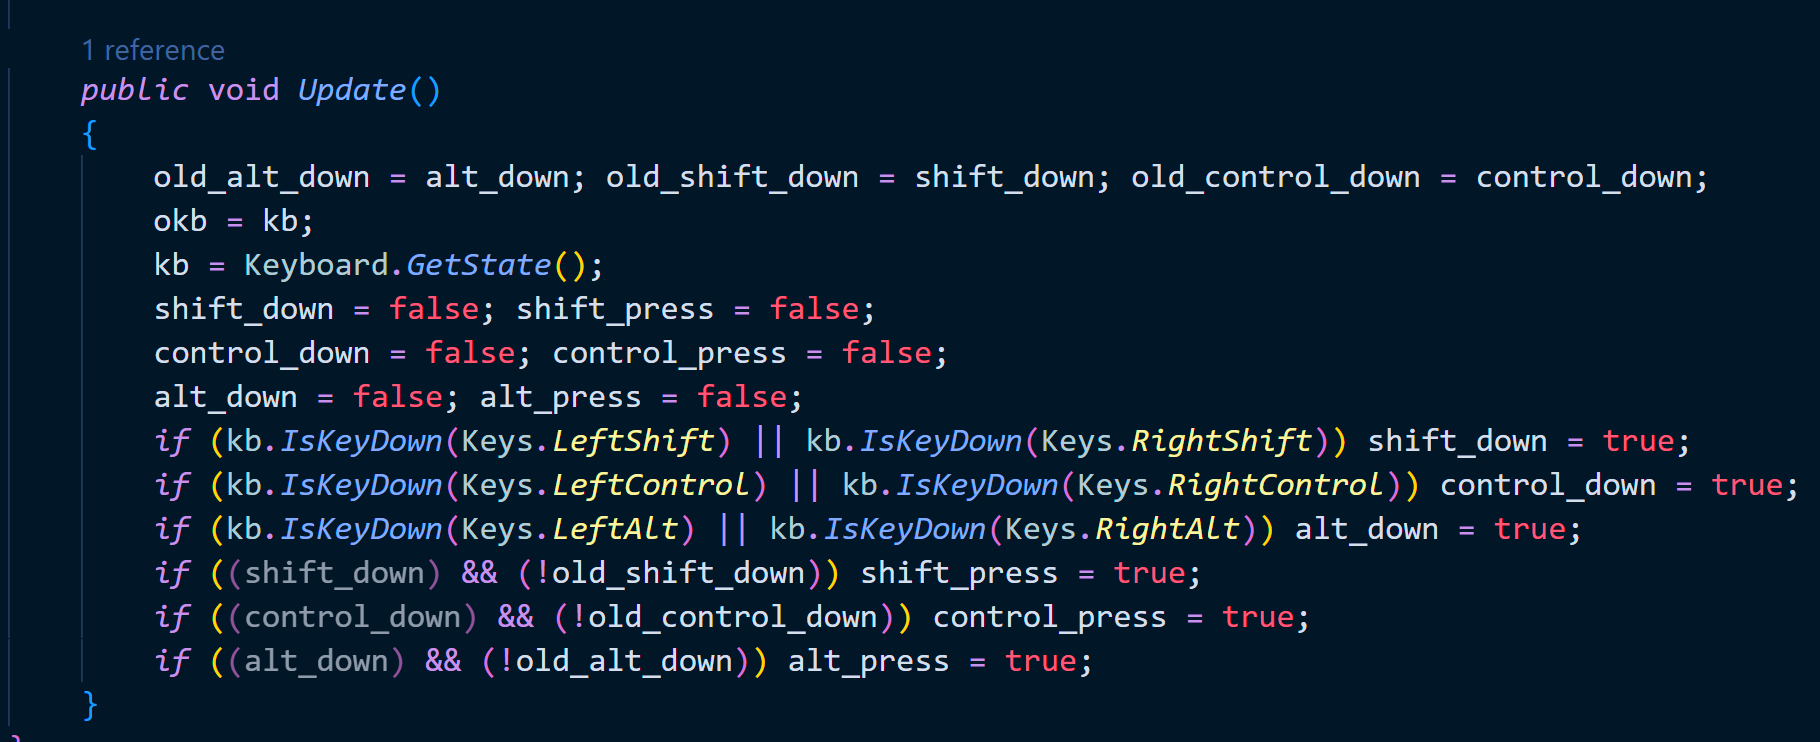 1 reference
public void Update()
{
old_alt_down = alt_down; old_shift_down = shift_down; old_control_down = control_down;
okb = kb;
kb = Keyboard.GetState();
shift_down = false; shift_press = false;
control_down = false; control_press = false;
alt_down = false; alt_press = false;
if (kb.IsKeyDown(Keys.LeftShift) || kb.IsKeyDown(Keys.RightShift)) shift_down = true;
if (kb.IsKeyDown(Keys.LeftControl) || kb.IsKeyDown(Keys.RightControl)) control_down = true;
if (kb.IsKeyDown(Keys.LeftAlt) || kb.IsKeyDown(Keys.RightAlt)) alt_down = true;
if ((shift_down) && (!old_shift_down)) shift_press = true;
if ((control_down) && (!old_control_down)) control_press = true;
if ((alt_down) && (!old_alt_down)) alt_press = true;
}
}